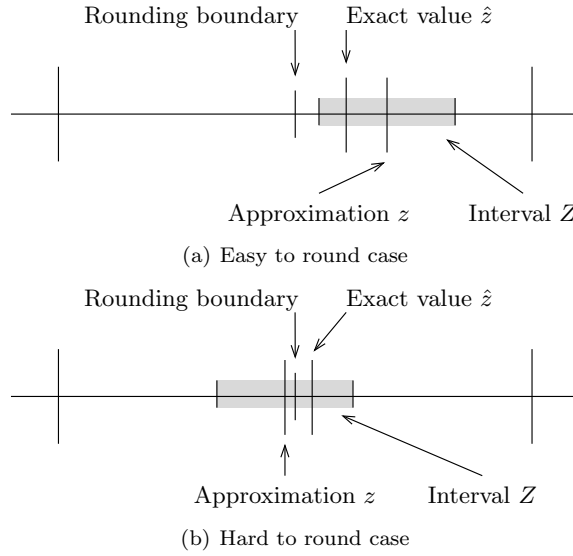 Rounding boundary
Exact value ẑ
Approximation z
Interval Z
(a) Easy to round case
Rounding boundary
Exact value ẑ
Approximation z
Interval Z
(b) Hard to round case